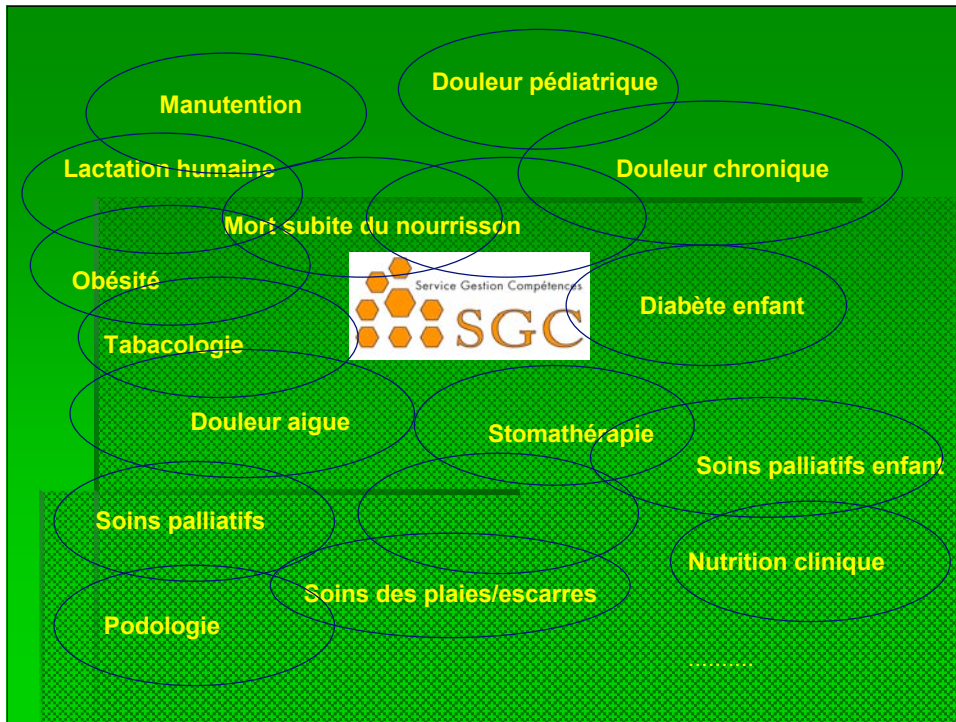 Douleur pédiatrique
Manutention
Lactation humaine
Douleur chronique
Mort subite du nourrisson
Obésité
Service Gestion Compétences
SGC
Diabète enfant
Tabacologie
Douleur aigue
Stomathérapie
Soins palliatifs enfant
Soins palliatifs
Nutrition clinique
Soins des plaies/escarres
Podologie
..........